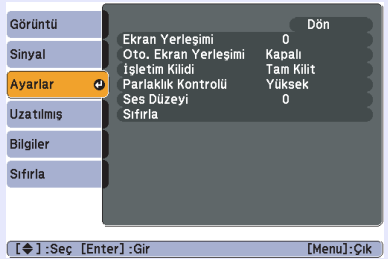 Görüntü
Sinyal
Ayarlar
Uzatılmış
Bilgiler
Sıfırla
Dön
Ekran Yerleşimi 0
Oto. Ekran Yerleşimi Kapalı
İşletim Kilidi Tam Kilit
Parlaklık Kontrolü Yüksek
Ses Düzeyi 0
Sıfırla
[ ] :Seç [Enter] :Gir [Menu] :Çık